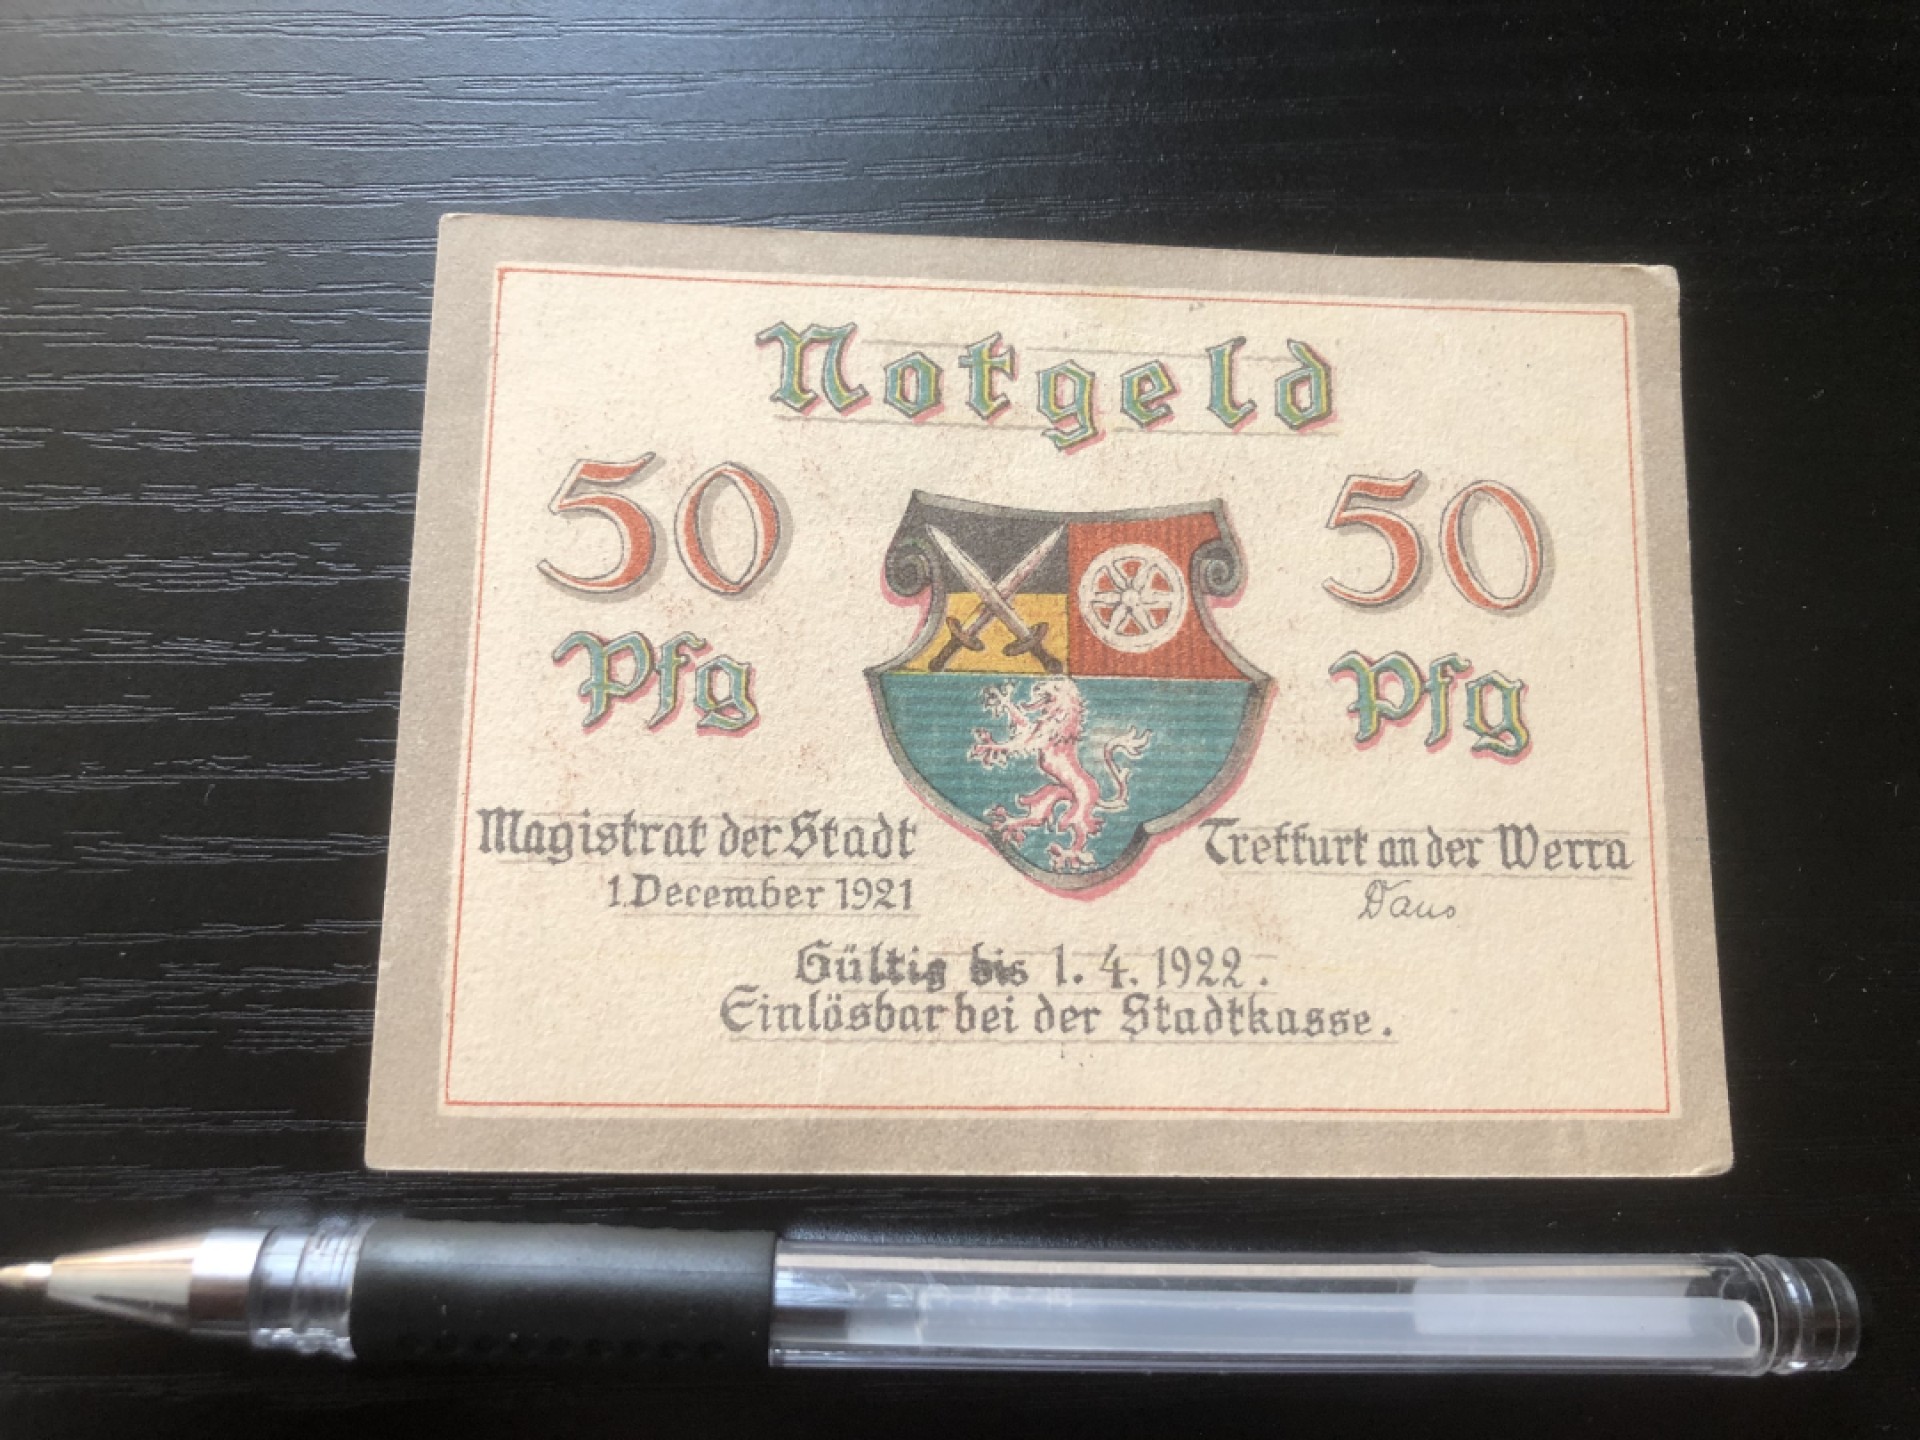 Notgeld
50 50
Pfg Pfg
Magistrat der Stadt Treffurt an der Werra
1. December 1921
Gültig bis 1. 4. 1922.
Einlösbar bei der Stadtkasse.